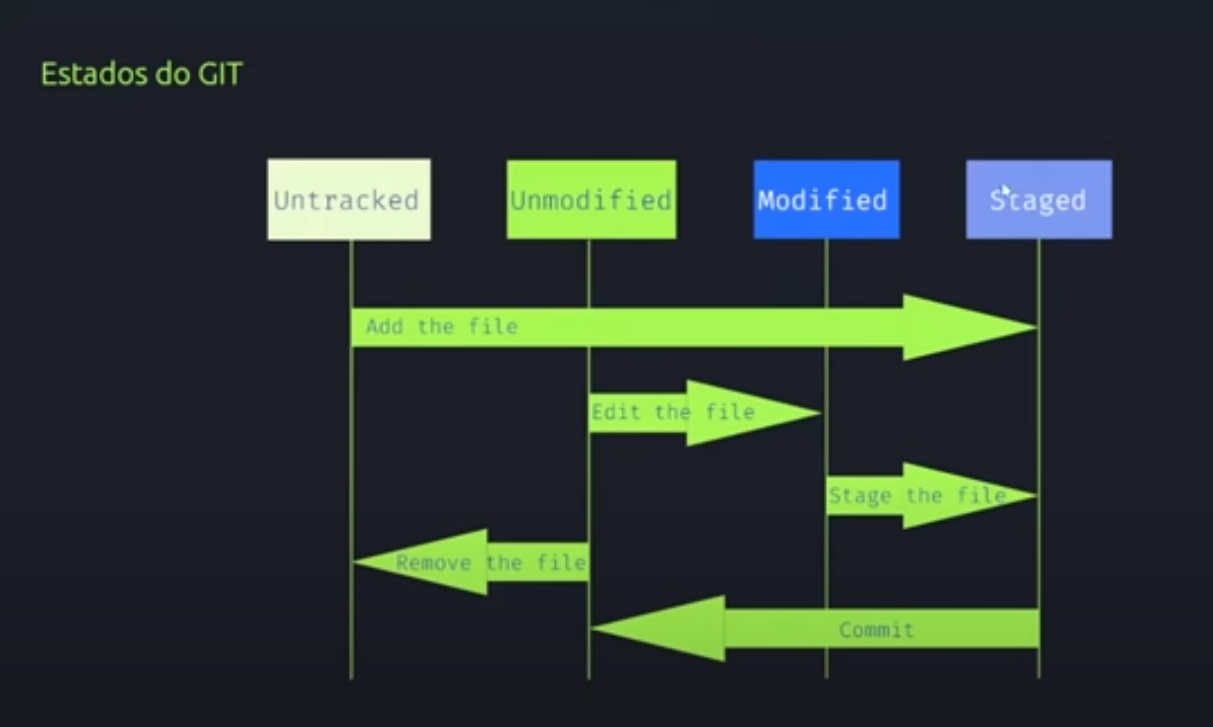 Estados do GIT
Untracked
Unmodified
Modified
Staged
Add the file
Edit the file
Stage the file
Remove the file
Commit